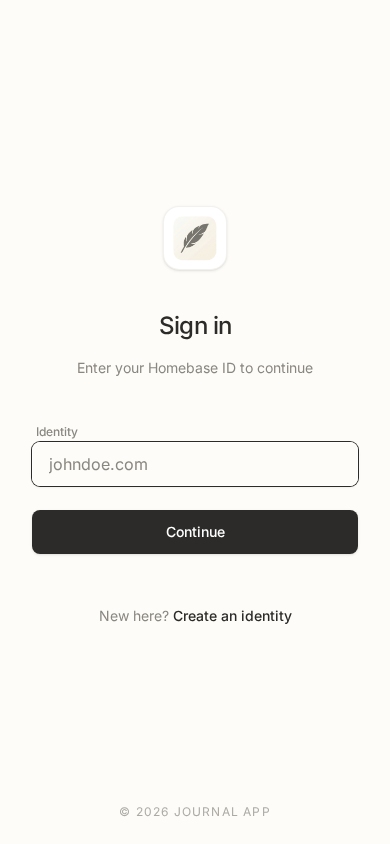 Sign in
Enter your Homebase ID to continue
Identity
johndoe.com
Continue
New here? Create an identity
© 2026 JOURNAL APP